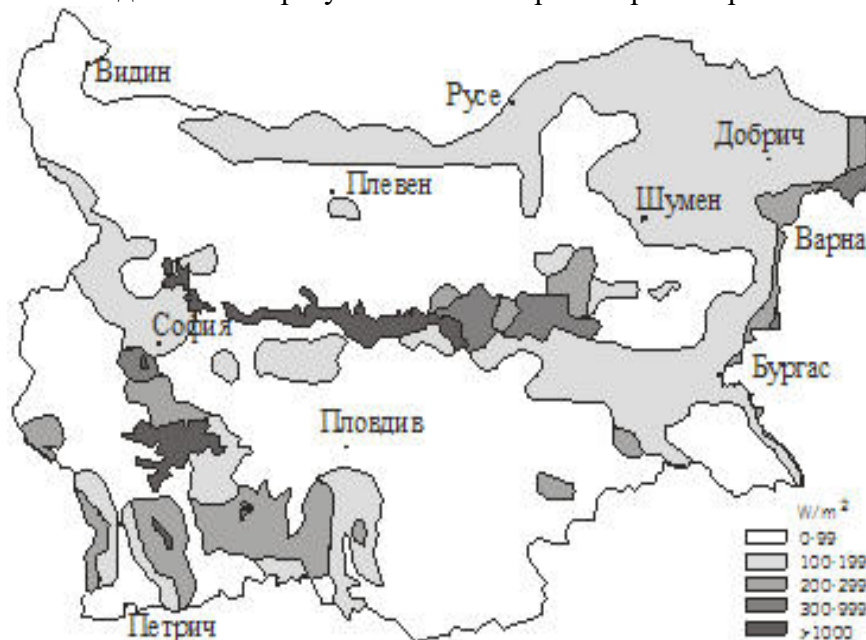 Видин
Русе
Добрич
Плевен
Шумен
Варна
София
Бургас
Пловдив
Петрич
W/m²
0-99
100-199
200-299
300-999
>1000